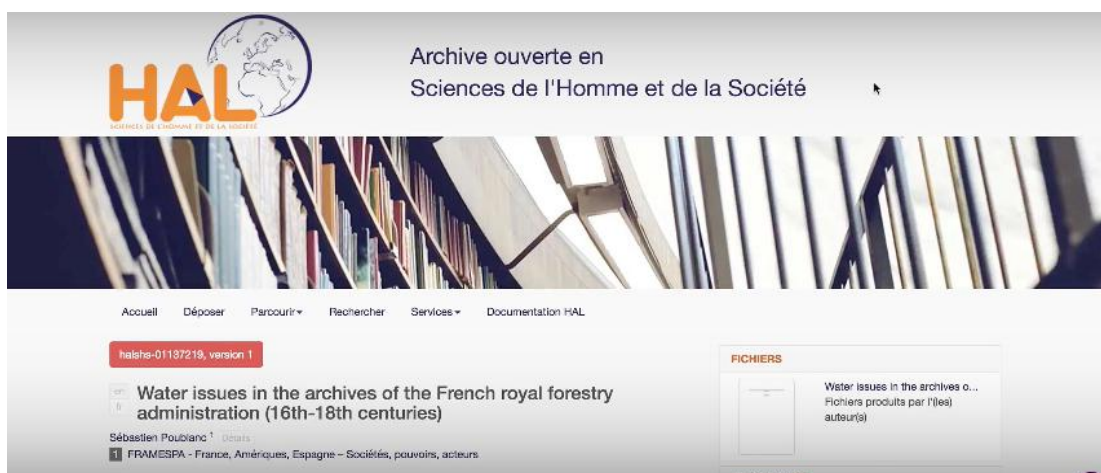 HAL
SCIENCES DE L'HOMME ET DE LA SOCIÉTÉ
Archive ouverte en
Sciences de l'Homme et de la Société
Accueil Déposer Parcourir Rechercher Services Documentation HAL
halshs-01137219, version 1
en
fr
Water issues in the archives of the French royal forestry
administration (16th-18th centuries)
Sébastien Poublanc 1 Détails
1 FRAMESPA - France, Amériques, Espagne – Sociétés, pouvoirs, acteurs
FICHIERS
Water issues in the archives o...
Fichiers produits par l'(les)
auteur(s)